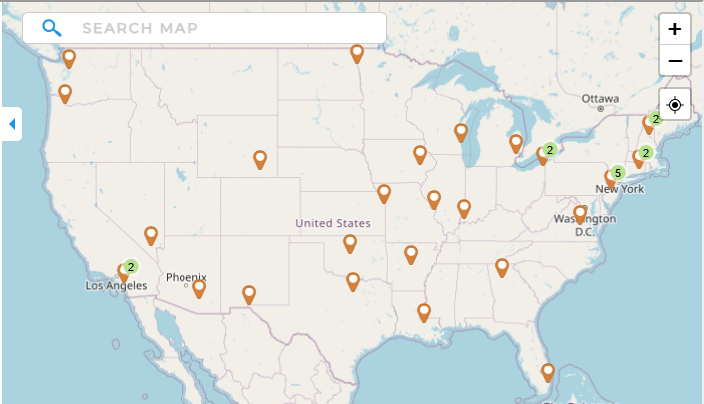 SEARCH MAP
+
−
Ottawa
2
2
2
5
New York
United States
Washington
D.C.
2
Phoenix
Los Angeles